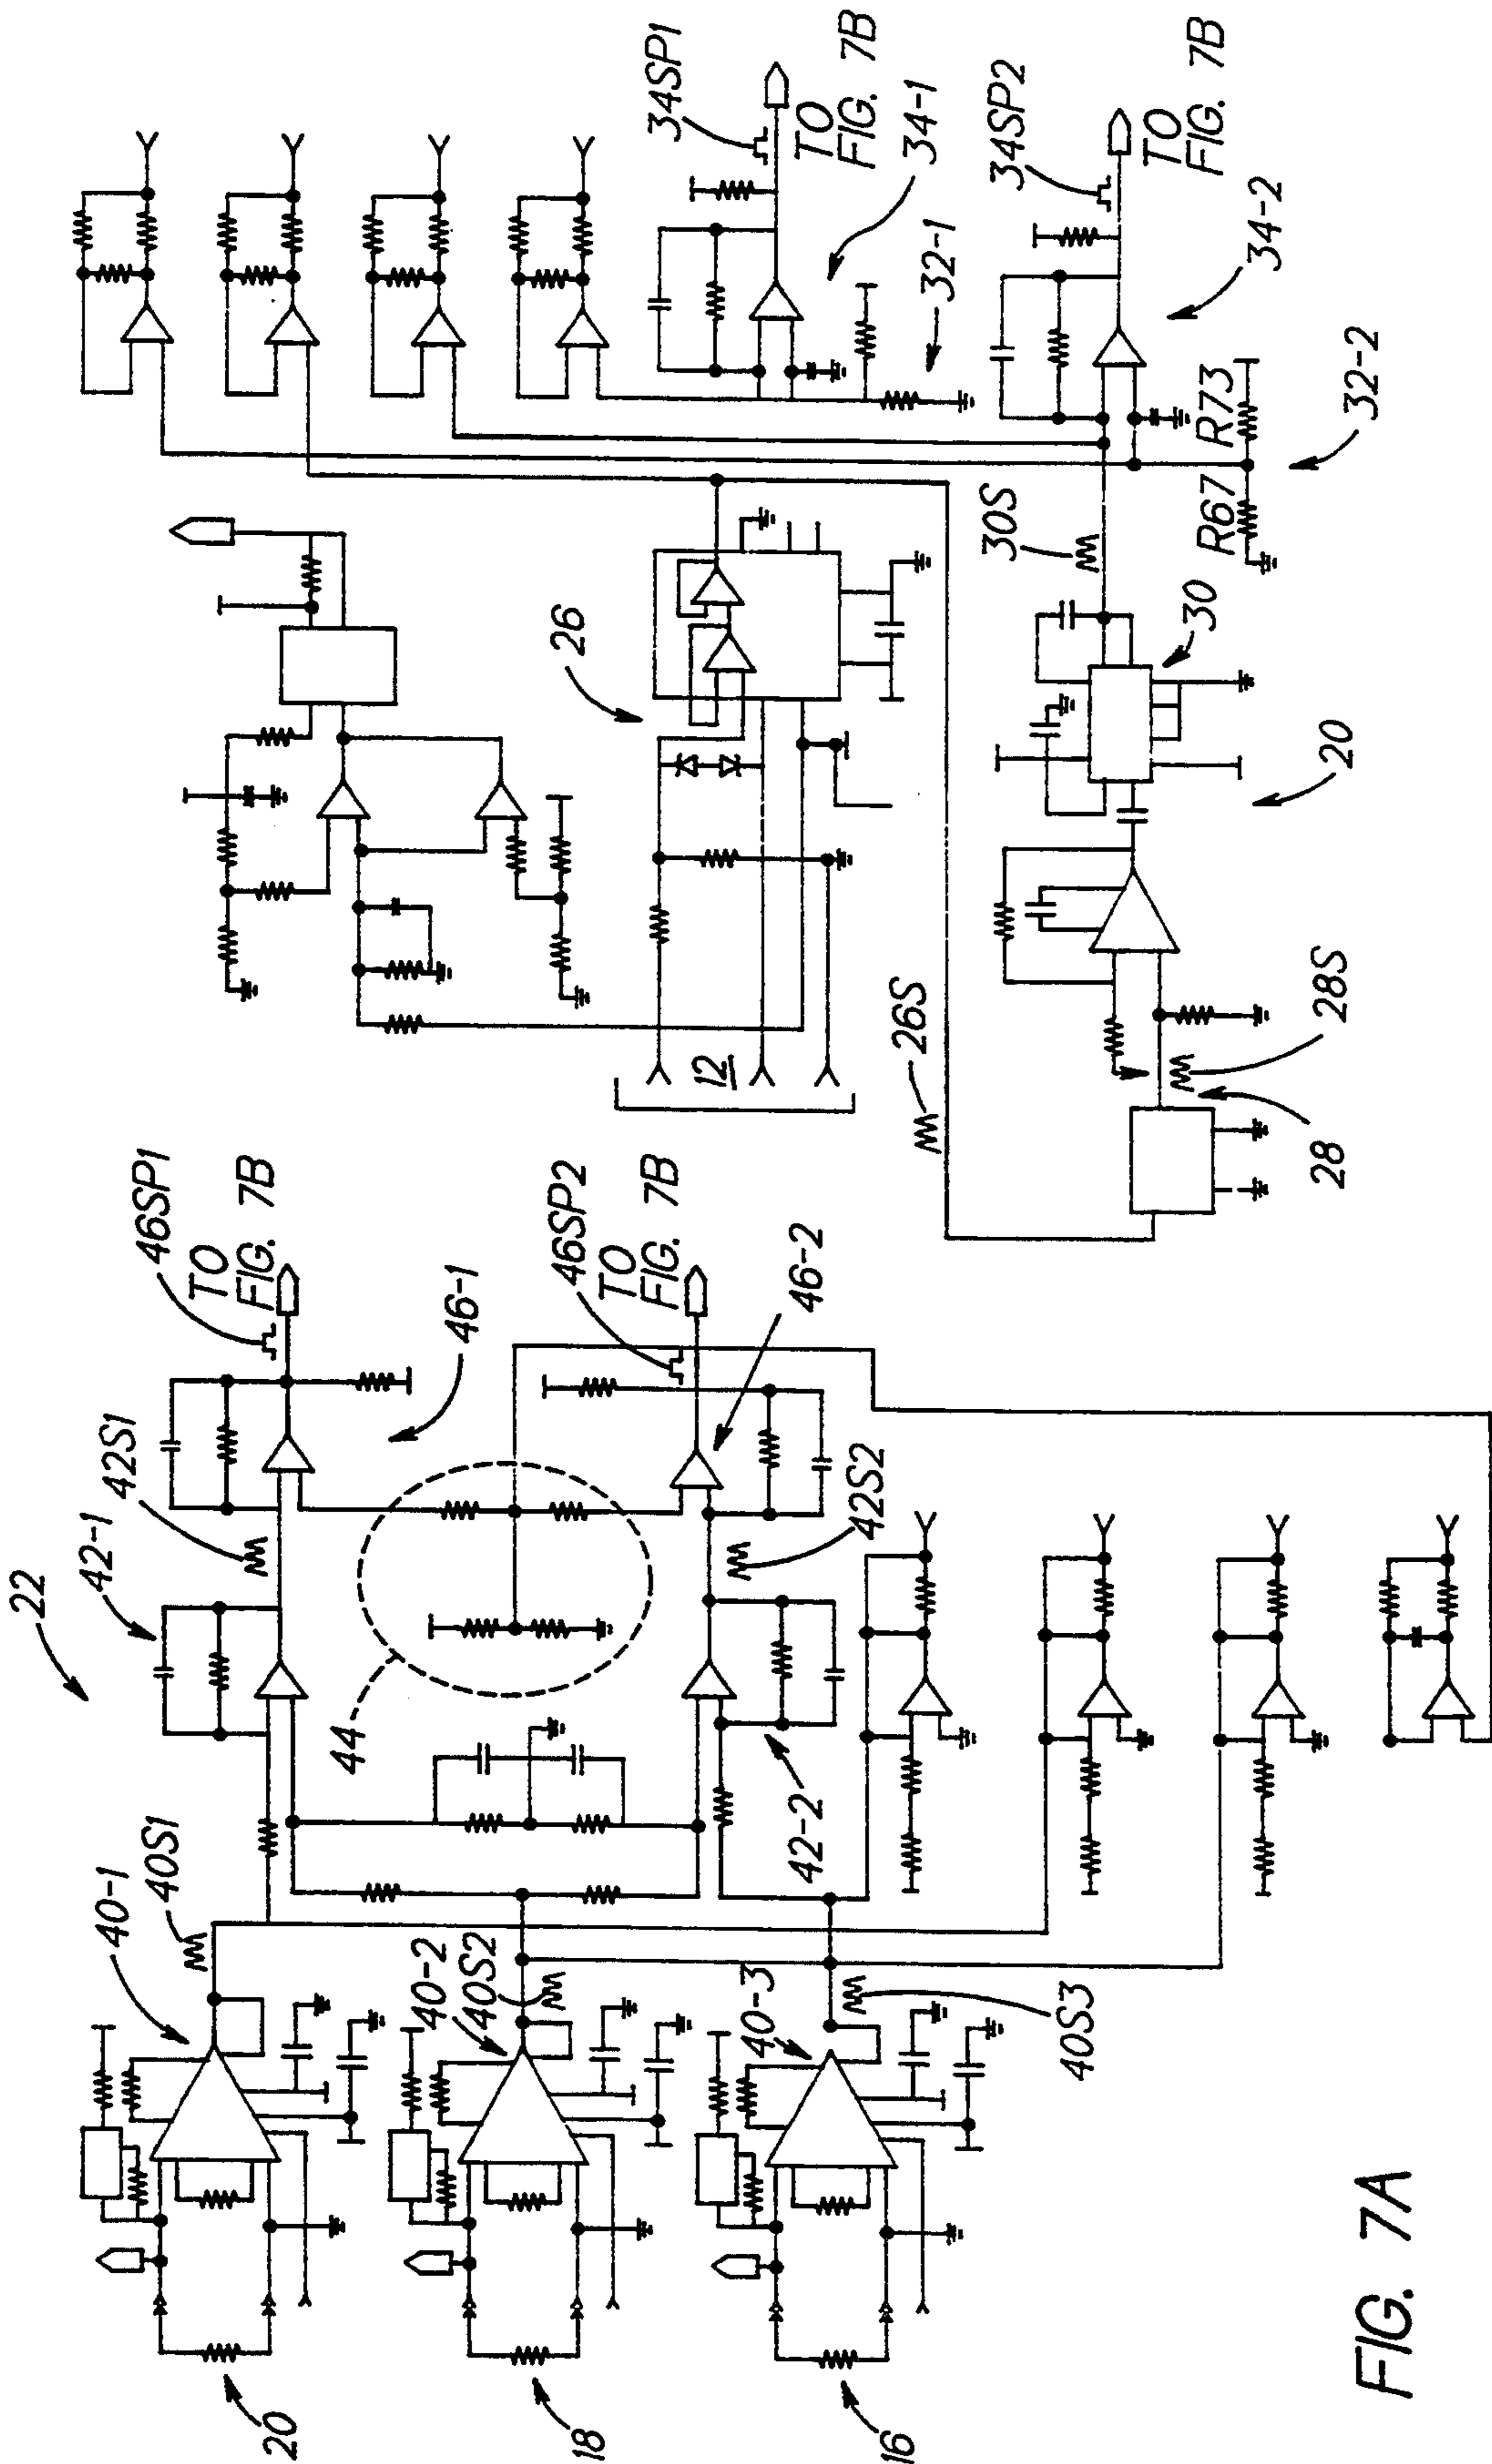 22
20
40-1
40S1
42-1
42S1
46SP1
TO
FIG. 7B
46-1
18
40-2
40S2
44
46SP2
TO
FIG. 7B
46-2
16
40-3
40S3
42-2
42S2
12
26
26S
28
28S
20
30
30S
R67
R73
32-2
34SP1
TO
FIG. 7B
34-1
32-1
34SP2
TO
FIG. 7B
34-2
FIG. 7A